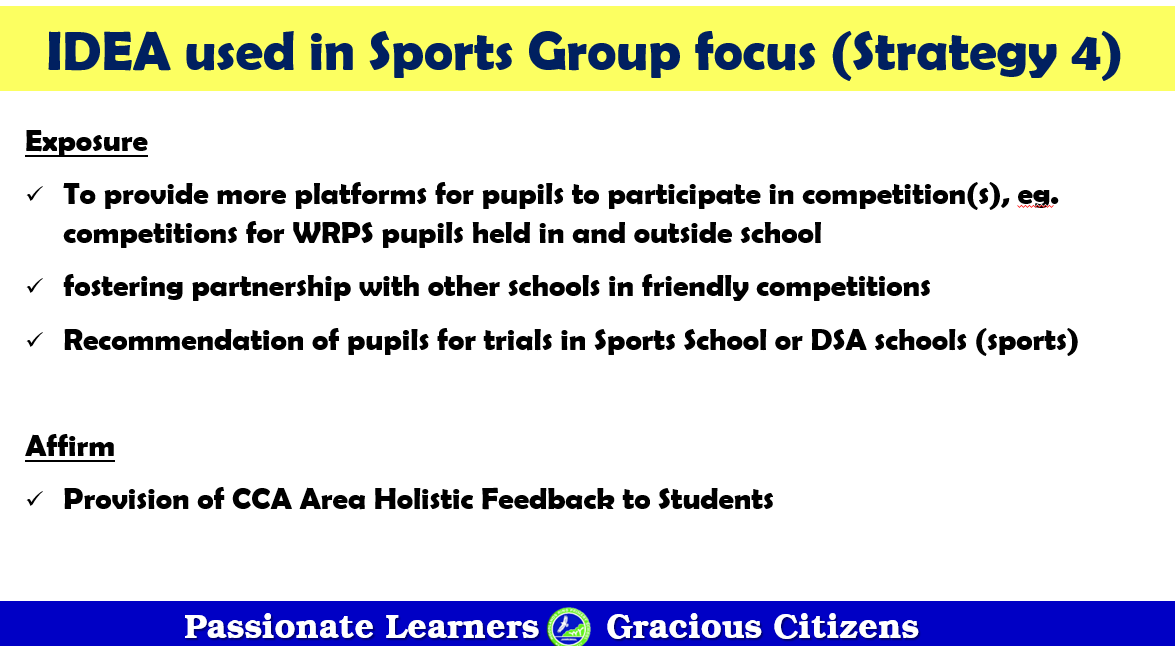 IDEA used in Sports Group focus (Strategy 4)
Exposure
✓ To provide more platforms for pupils to participate in competition(s), eg.
competitions for WRPS pupils held in and outside school
✓ fostering partnership with other schools in friendly competitions
✓ Recommendation of pupils for trials in Sports School or DSA schools (sports)
Affirm
✓ Provision of CCA Area Holistic Feedback to Students
Passionate Learners Gracious Citizens